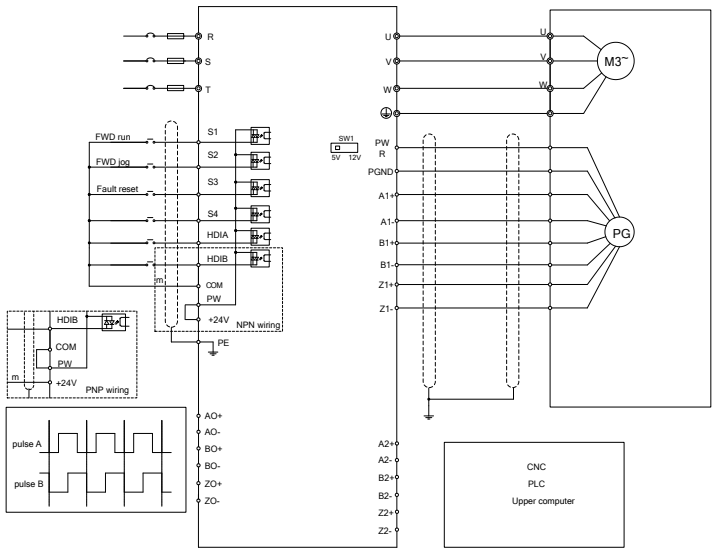 R
S
T
FWD run
FWD jog
Fault reset
S1
S2
S3
S4
HDIA
HDIB
m
COM
PW
+24V
NPN wiring
PE
SW1
5V 12V
U
V
W
PW
R
PGND
A1+
A1-
B1+
B1-
Z1+
Z1-
U
V
W
M3~
PG
HDIB
COM
PW
m
+24V
PNP wiring
pulse A
pulse B
AO+
AO-
BO+
BO-
ZO+
ZO-
A2+
A2-
B2+
B2-
Z2+
Z2-
CNC
PLC
Upper computer